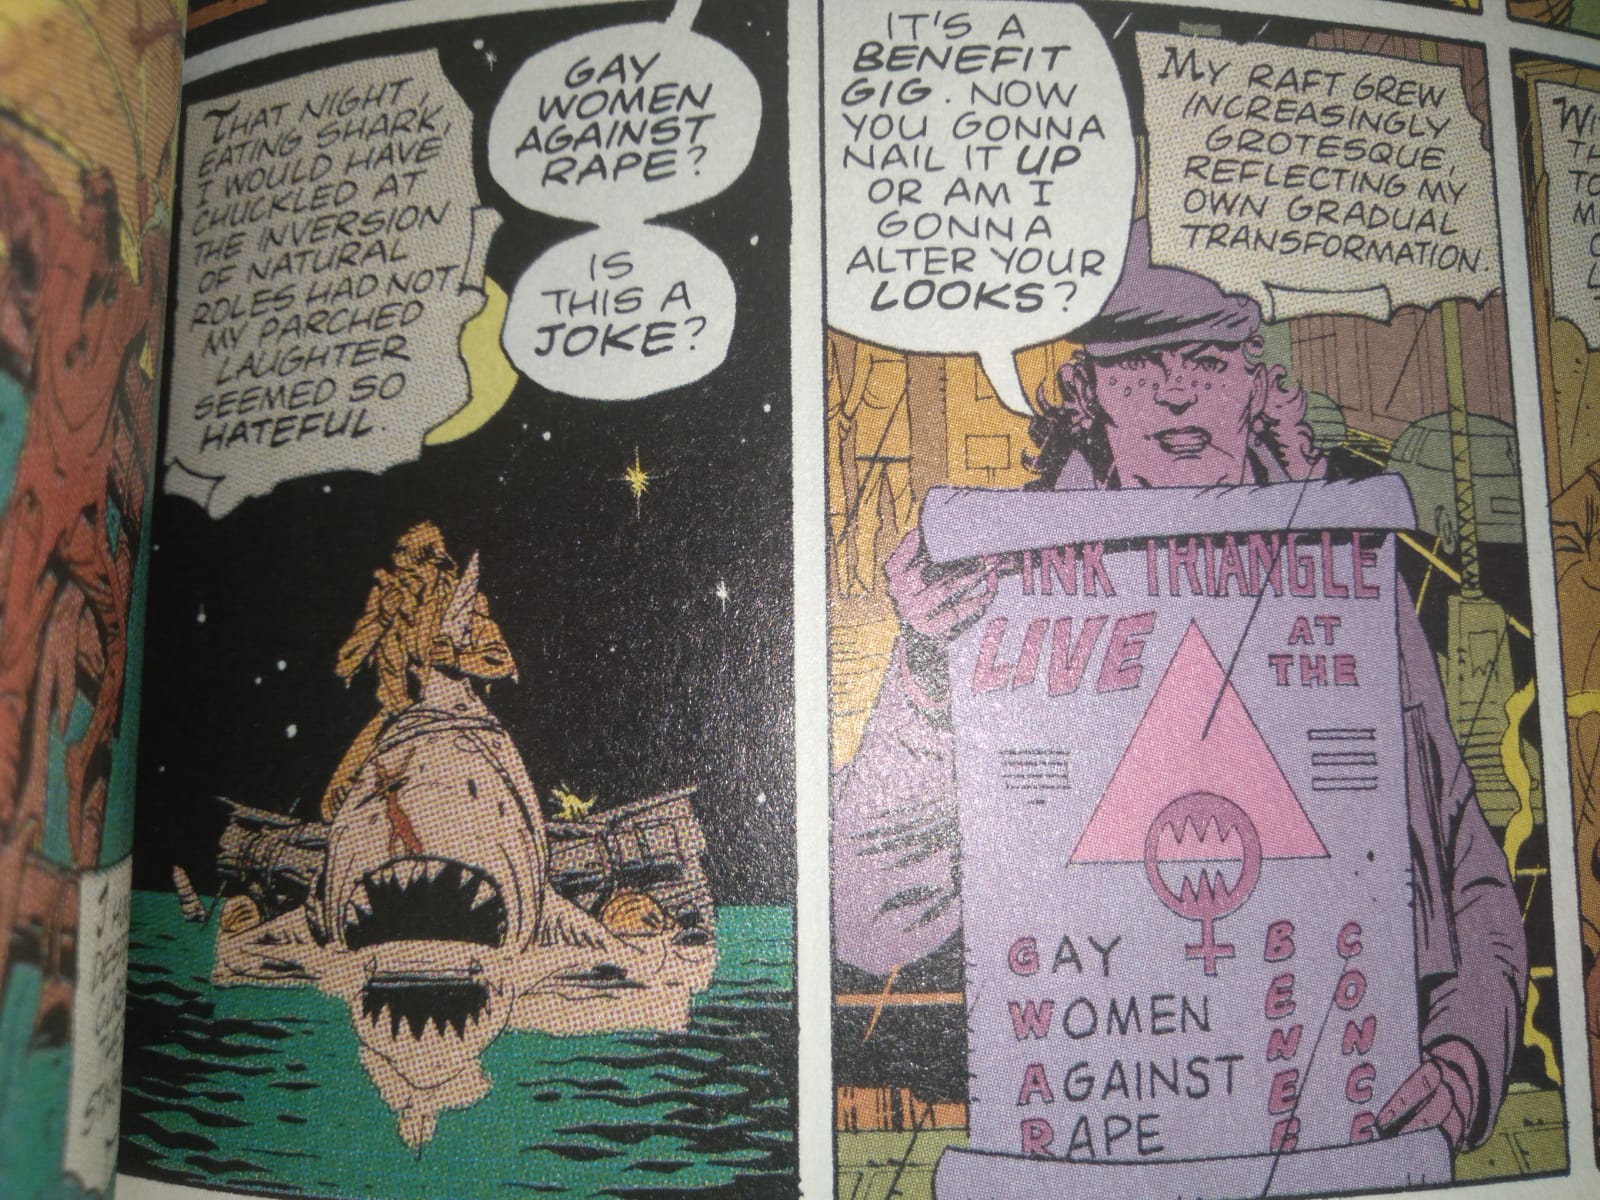 THAT NIGHT,
EATING SHARK,
I WOULD HAVE
CHUCKLED AT
THE INVERSION
OF NATURAL
ROLES HAD NOT
MY PARCHED
LAUGHTER
SEEMED SO
HATEFUL.
GAY
WOMEN
AGAINST
RAPE?
IS
THIS A
JOKE?
IT'S A
BENEFIT
GIG. NOW
YOU GONNA
NAIL IT UP
OR AM I
GONNA
ALTER YOUR
LOOKS?
MY RAFT GREW
INCREASINGLY
GROTESQUE,
REFLECTING MY
OWN GRADUAL
TRANSFORMATION.
PINK TRIANGLE
LIVE
AT
THE
GAY
WOMEN
AGAINST
RAPE
BENEF
CONCE